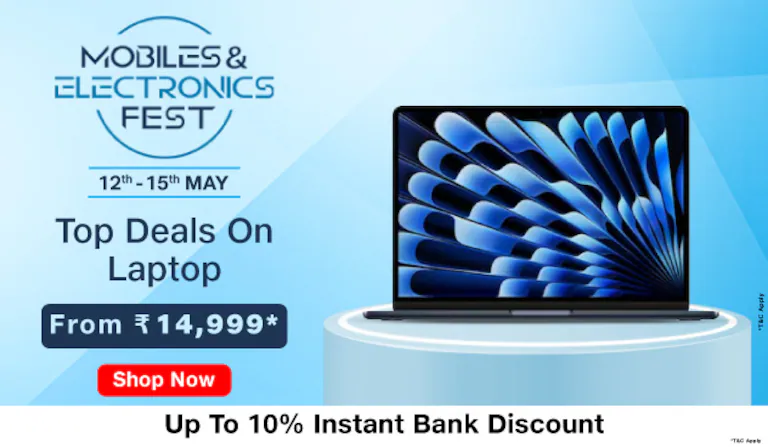 MOBILES &
ELECTRONICS
FEST
12th - 15th MAY
Top Deals On
Laptop
From ₹14,999*
Shop Now
*T&C Apply
Up To 10% Instant Bank Discount
*T&C Apply